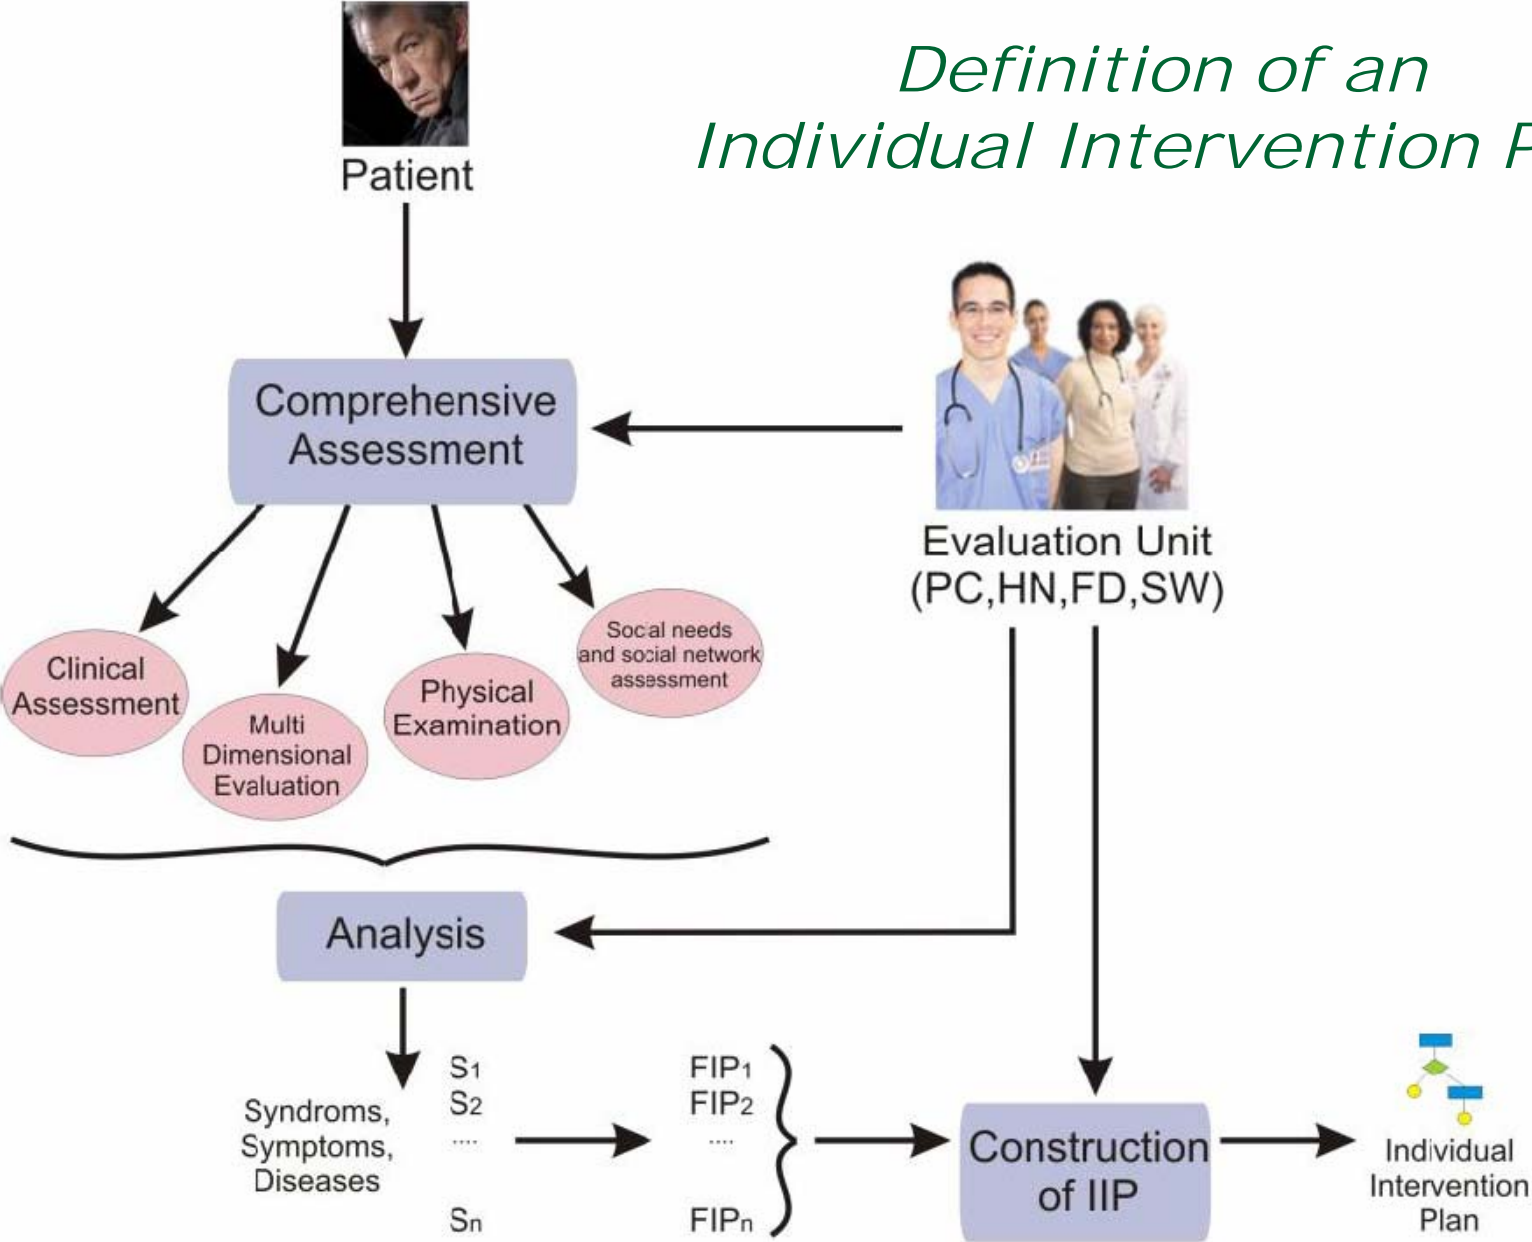 Definition of an
Individual Intervention P
Patient
Comprehensive
Assessment
Evaluation Unit
(PC,HN,FD,SW)
Clinical
Assessment
Multi
Dimensional
Evaluation
Physical
Examination
Social needs
and social network
assessment
Analysis
Syndroms,
Symptoms,
Diseases
S1
S2
....
Sn
FIP1
FIP2
....
FIPn
Construction
of IIP
Individual
Intervention
Plan